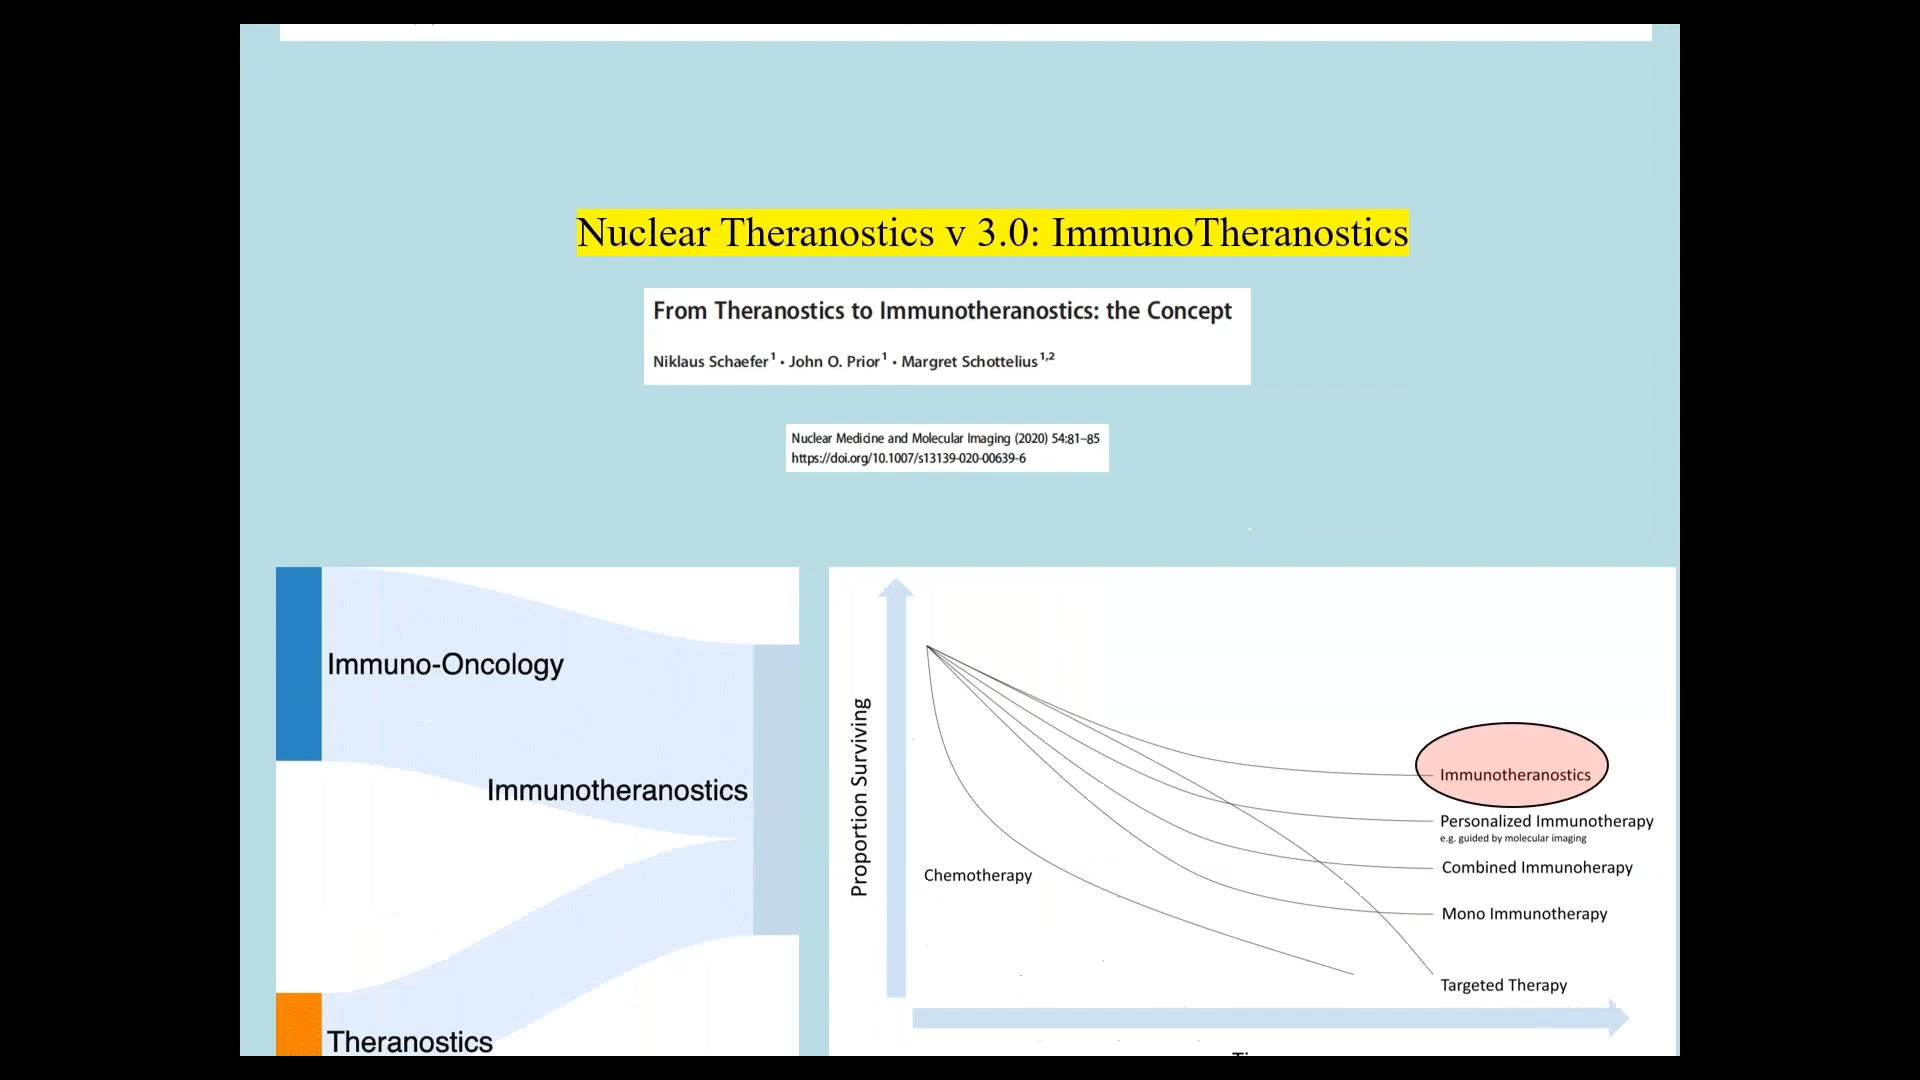 Nuclear Theranostics v 3.0: ImmunoTheranostics
From Theranostics to Immunotheranostics: the Concept
Niklaus Schaefer1 • John O. Prior1 • Margret Schottelius1,2
Nuclear Medicine and Molecular Imaging (2020) 54:81–85
https://doi.org/10.1007/s13139-020-00639-6
Immuno-Oncology
Immunotheranostics
Theranostics
Proportion Surviving
Chemotherapy
Immunotheranostics
Personalized Immunotherapy
e.g. guided by molecular imaging
Combined Immunoherapy
Mono Immunotherapy
Targeted Therapy